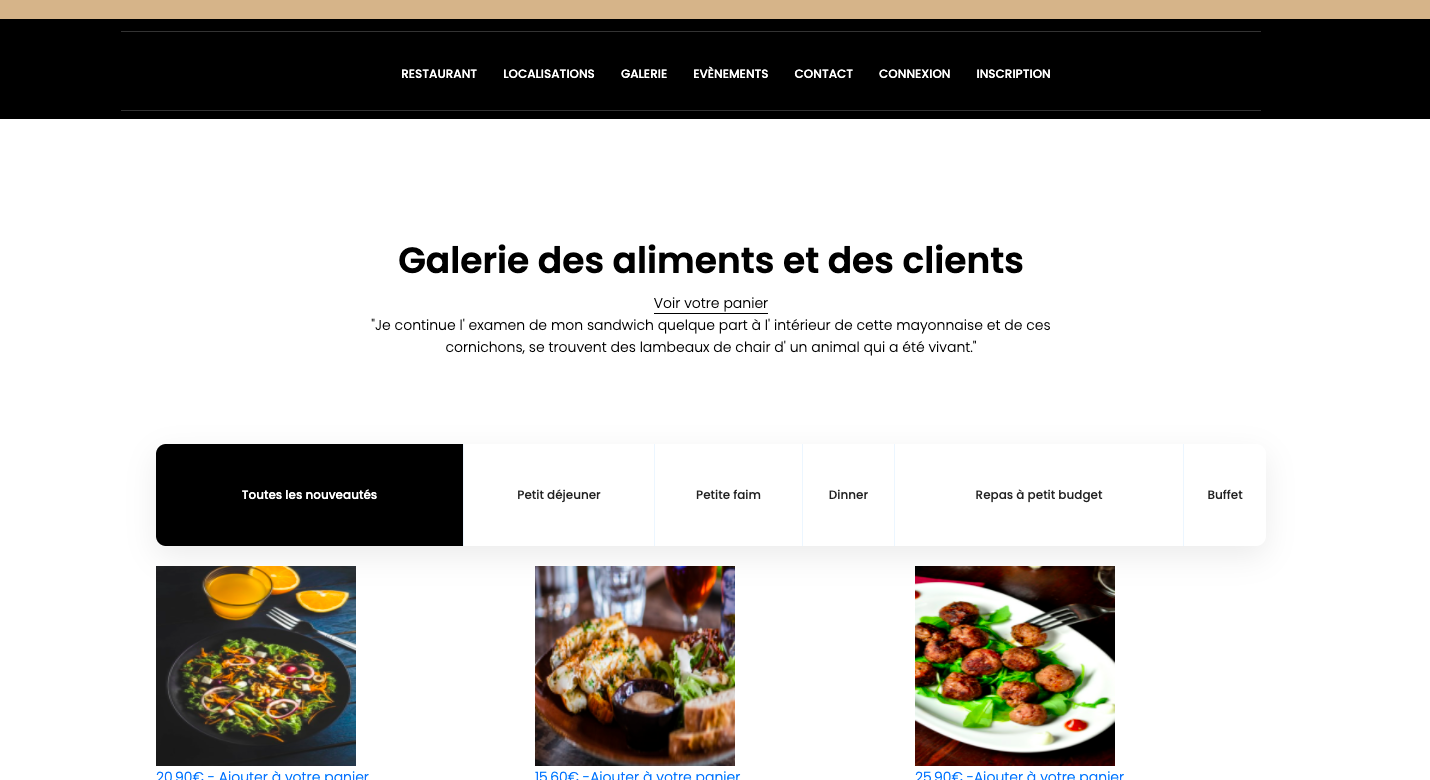 RESTAURANT LOCALISATIONS GALERIE EVÈNEMENTS CONTACT CONNEXION INSCRIPTION
Galerie des aliments et des clients
Voir votre panier
"Je continue l' examen de mon sandwich quelque part à l' intérieur de cette mayonnaise et de ces
cornichons, se trouvent des lambeaux de chair d' un animal qui a été vivant."
Toutes les nouveautés Petit déjeuner Petite faim Dinner Repas à petit budget Buffet
20.90€ - Ajouter à votre panier 15.60€ -Ajouter à votre panier 25.90€ -Ajouter à votre panier